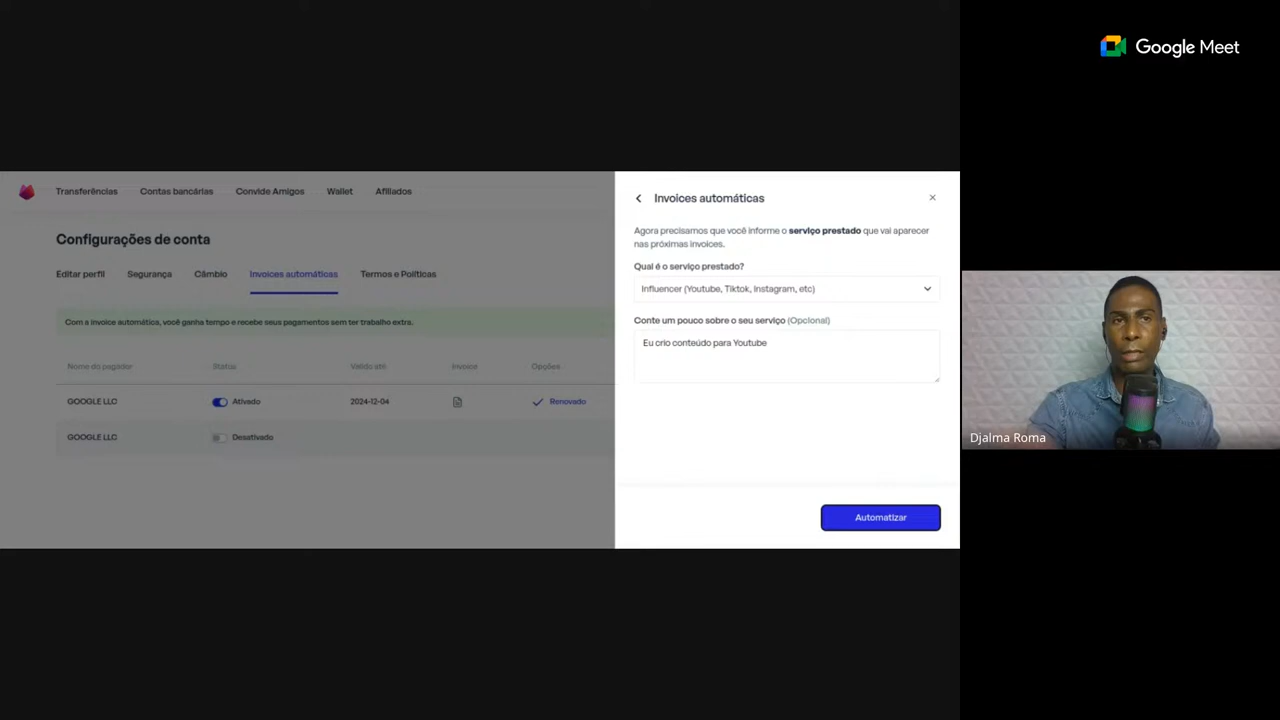 Google Meet
Transferências Contas bancárias Convide Amigos Wallet Afiliados
Configurações de conta
Editar perfil Segurança Câmbio Invoices automáticas Termos e Políticas
Com a invoice automática, você ganha tempo e recebe seus pagamentos sem ter trabalho extra.
Nome do pagador Status Valido até Invoice Opções
GOOGLE LLC Ativado 2024-12-04 Renovado
GOOGLE LLC Desativado
Invoices automáticas
Agora precisamos que você informe o serviço prestado que vai aparecer
nas próximas invoices.
Qual é o serviço prestado?
Influencer (Youtube, Tiktok, Instagram, etc)
Conte um pouco sobre o seu serviço (Opcional)
Eu crio conteúdo para Youtube
Automatizar
Djalma Roma